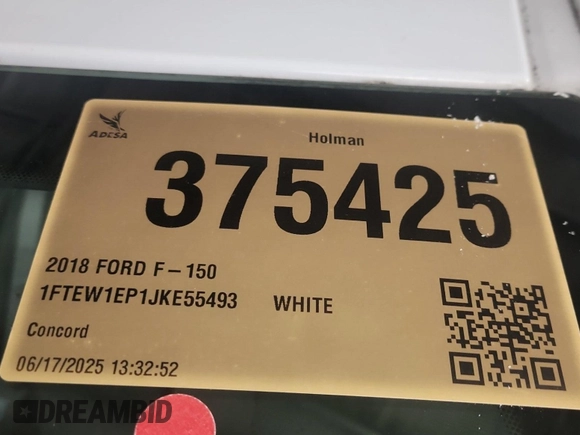 ADESA
Holman
375425
2018 FORD F-150
1FTEW1EP1JKE55493 WHITE
Concord
06/17/2025 13:32:52
DREAMBID